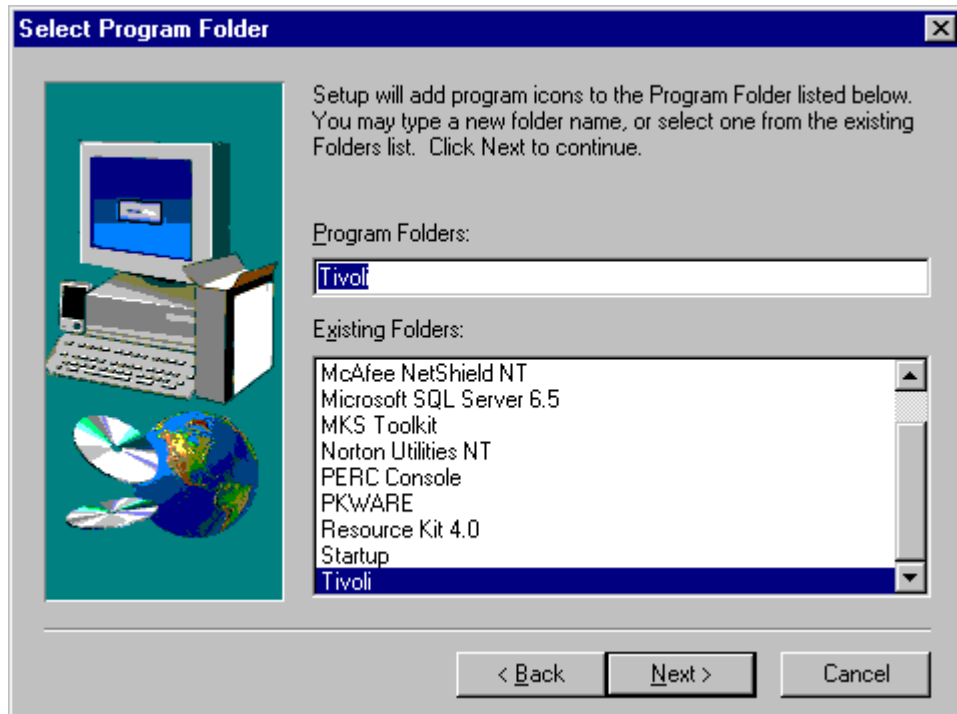 Select Program Folder
Setup will add program icons to the Program Folder listed below.
You may type a new folder name, or select one from the existing
Folders list. Click Next to continue.
Program Folders:
Tivoli
Existing Folders:
McAfee NetShield NT
Microsoft SQL Server 6.5
MKS Toolkit
Norton Utilities NT
PERC Console
PKWARE
Resource Kit 4.0
Startup
Tivoli
< Back Next > Cancel